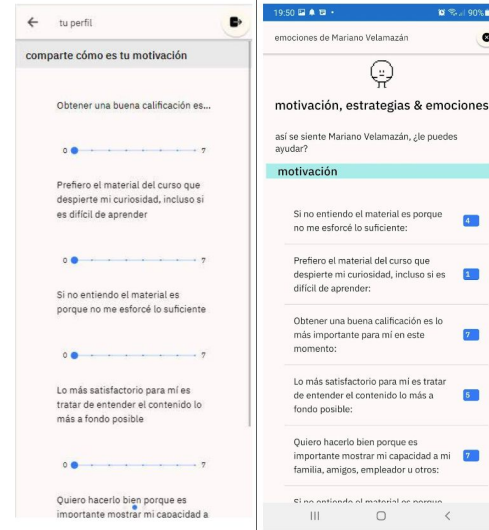 tu perfil
comparte cómo es tu motivación
Obtener una buena calificación es...
0 7
Prefiero el material del curso que
despierte mi curiosidad, incluso si
es difícil de aprender
0 7
Si no entiendo el material es
porque no me esforcé lo suficiente
0 7
Lo más satisfactorio para mí es
tratar de entender el contenido lo
más a fondo posible
0 7
Quiero hacerlo bien porque es
importante mostrar mi capacidad a
19:50 90%
emociones de Mariano Velamazán
motivación, estrategias & emociones
así se siente Mariano Velamazán, ¿le puedes
ayudar?
motivación
Si no entiendo el material es porque
no me esforcé lo suficiente:
4
Prefiero el material del curso que
despierte mi curiosidad, incluso si es
difícil de aprender:
1
Obtener una buena calificación es lo
más importante para mí en este
momento:
7
Lo más satisfactorio para mí es tratar
de entender el contenido lo más a
fondo posible:
5
Quiero hacerlo bien porque es
importante mostrar mi capacidad a mi
familia, amigos, empleador u otros:
7
Si no entiendo el material es porque